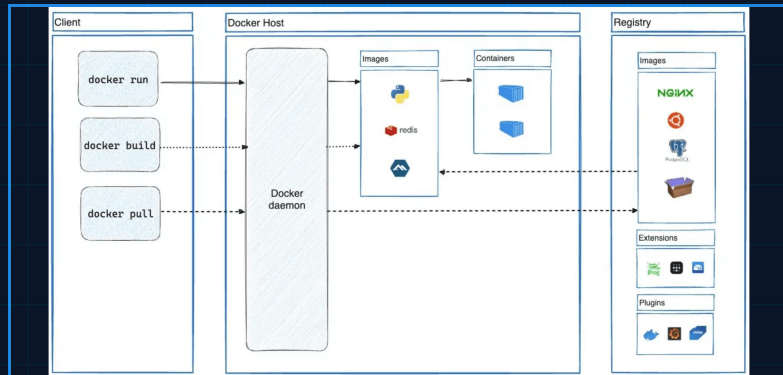 Client
Docker Host
Registry
docker run
docker build
docker pull
Docker
daemon
Images
redis
Containers
Images
NGINX
PostgreSQL
Extensions
Plugins